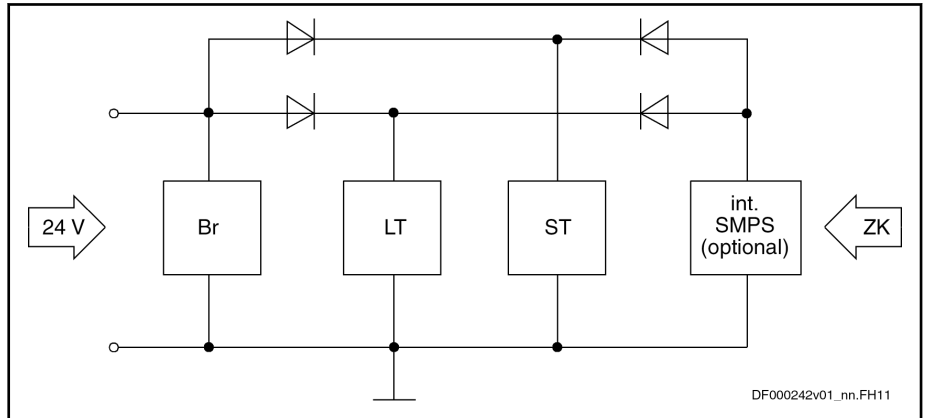 24 V
Br
LT
ST
int.
SMPS
(optional)
ZK
DF000242v01_nn.FH11